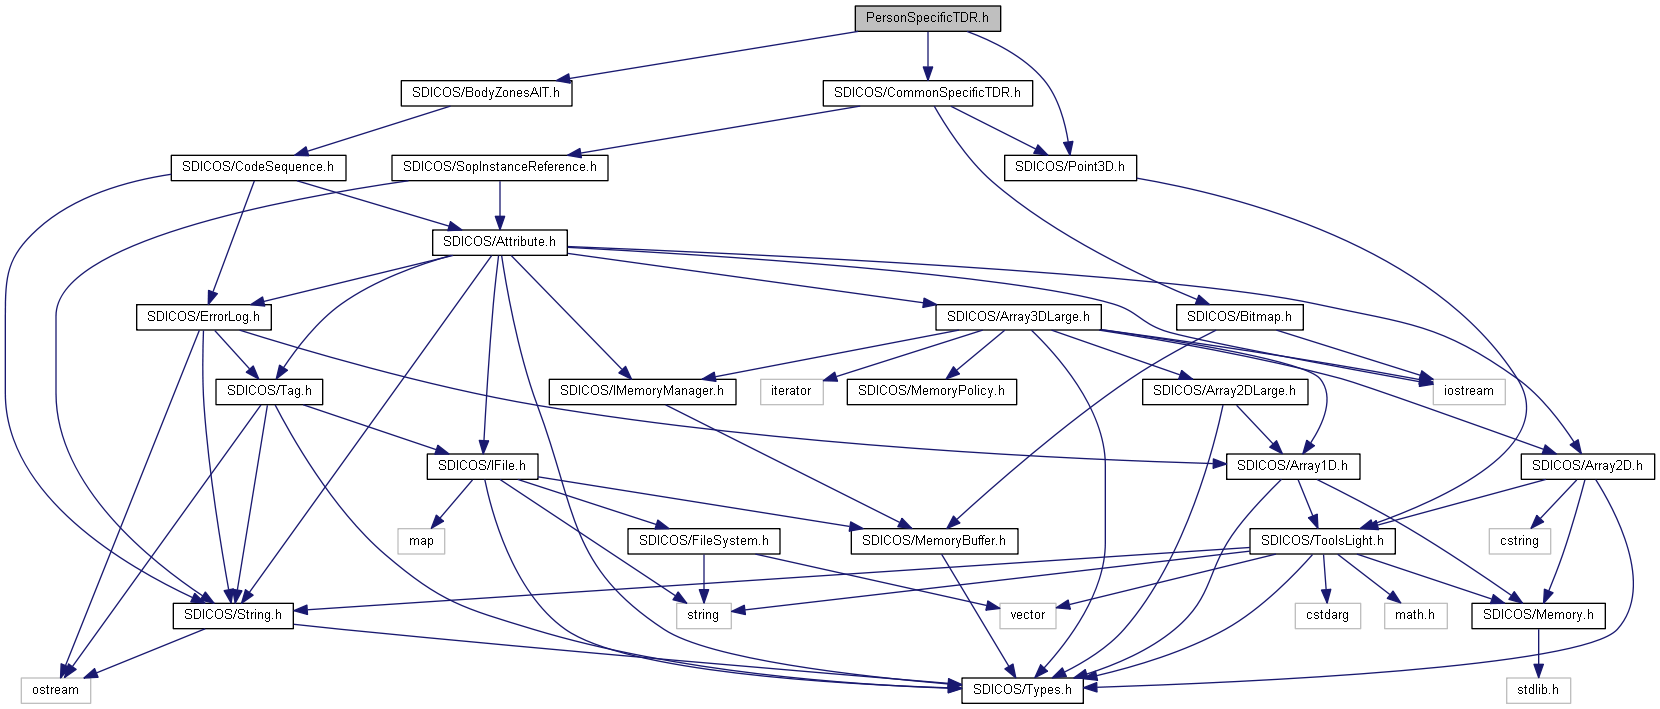 PersonSpecificTDR.h
SDICOS/BodyZonesAIT.h
SDICOS/CommonSpecificTDR.h
SDICOS/CodeSequence.h
SDICOS/SopInstanceReference.h
SDICOS/Point3D.h
SDICOS/Attribute.h
SDICOS/ErrorLog.h
SDICOS/Array3DLarge.h
SDICOS/Bitmap.h
SDICOS/Tag.h
SDICOS/IMemoryManager.h
iterator
SDICOS/MemoryPolicy.h
SDICOS/Array2DLarge.h
iostream
SDICOS/IFile.h
SDICOS/Array1D.h
SDICOS/Array2D.h
map
SDICOS/FileSystem.h
SDICOS/MemoryBuffer.h
SDICOS/ToolsLight.h
cstring
SDICOS/String.h
string
vector
cstdarg
math.h
SDICOS/Memory.h
ostream
SDICOS/Types.h
stdlib.h